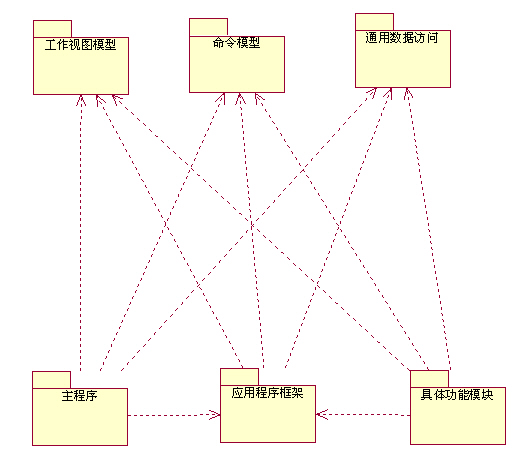 工作视图模型
命令模型
通用数据访问
主程序
应用程序框架
具体功能模块